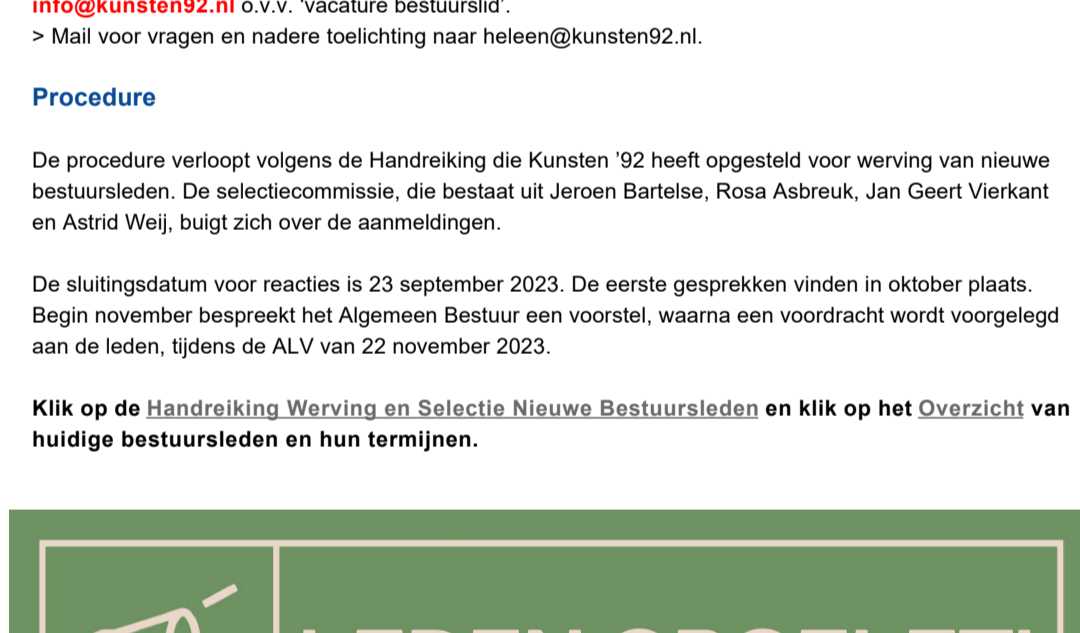 info@kunsten92.nl o.v.v. 'vacature bestuurslid'.
> Mail voor vragen en nadere toelichting naar heleen@kunsten92.nl.
Procedure
De procedure verloopt volgens de Handreiking die Kunsten ’92 heeft opgesteld voor werving van nieuwe
bestuursleden. De selectiecommissie, die bestaat uit Jeroen Bartelse, Rosa Asbreuk, Jan Geert Vierkant
en Astrid Weij, buigt zich over de aanmeldingen.
De sluitingsdatum voor reacties is 23 september 2023. De eerste gesprekken vinden in oktober plaats.
Begin november bespreekt het Algemeen Bestuur een voorstel, waarna een voordracht wordt voorgelegd
aan de leden, tijdens de ALV van 22 november 2023.
Klik op de Handreiking Werving en Selectie Nieuwe Bestuursleden en klik op het Overzicht van
huidige bestuursleden en hun termijnen.